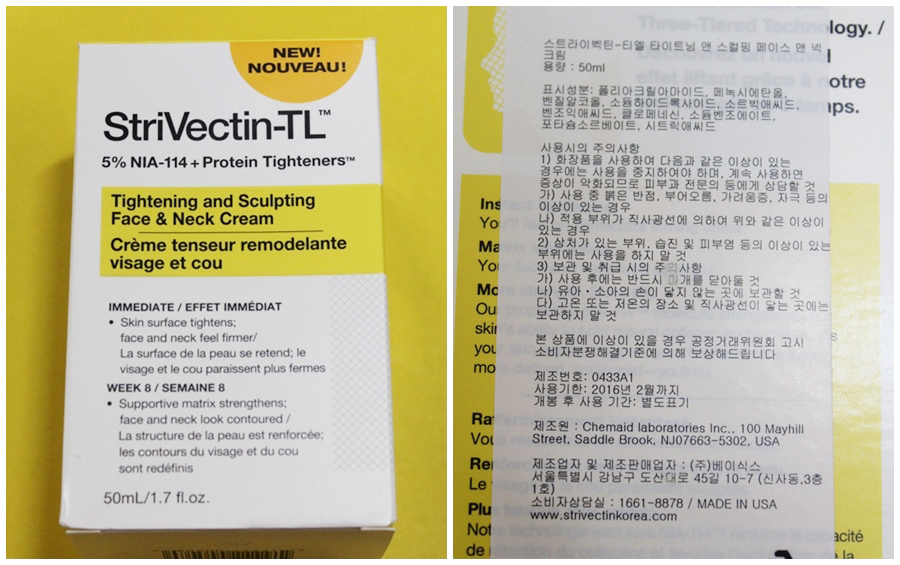 NEW!
NOUVEAU!
StriVectin-TL™
5% NIA-114 + Protein Tighteners™
Tightening and Sculpting
Face & Neck Cream
Crème tenseur remodelante
visage et cou
IMMEDIATE / EFFET IMMÉDIAT
• Skin surface tightens;
face and neck feel firmer/
La surface de la peau se retend; le
visage et le cou paraissent plus fermes
WEEK 8 / SEMAINE 8
• Supportive matrix strengthens;
face and neck look contoured /
La structure de la peau est renforcée;
les contours du visage et du cou
sont redéfinis
50mL/1.7 fl.oz.
Three-Tiered Technology. /
스트라이벡틴-티엘 타이트닝 앤 스컬핑 페이스 앤 넥
크림
용량 : 50ml
표시성분: 폴리아크릴아마이드, 페녹시에탄올,
벤질알코올, 소듐하이드록사이드, 소르빅애씨드,
벤조익애씨드, 클로페네신, 소듐벤조에이트,
포타슘소르베이트, 시트릭애씨드
사용시의 주의사항
1) 화장품을 사용하여 다음과 같은 이상이 있는
경우에는 사용을 중지하여야 하며, 계속 사용하면
증상이 악화되므로 피부과 전문의 등에게 상담할 것
가) 사용 중 붉은 반점, 부어오름, 가려움증, 자극 등의
이상이 있는 경우
나) 적용 부위가 직사광선에 의하여 위와 같은 이상이
있는 경우
2) 상처가 있는 부위, 습진 및 피부염 등의 이상이 있는
부위에는 사용을 하지 말 것
3) 보관 및 취급 시의 주의사항
가) 사용 후에는 반드시 마개를 닫아둘 것
나) 유아·소아의 손이 닿지 않는 곳에 보관할 것
다) 고온 또는 저온의 장소 및 직사광선이 닿는 곳에는
보관하지 말 것
본 상품에 이상이 있을 경우 공정거래위원회 고시
소비자분쟁해결기준에 의해 보상해드립니다
제조번호: 0433A1
사용기한: 2016년 2월까지
개봉 후 사용 기간: 별도표기
제조원 : Chemaid laboratories Inc., 100 Mayhill
Street, Saddle Brook, NJ07663-5302, USA
제조업자 및 제조판매업자 : (주)베이식스
서울특별시 강남구 도산대로 45길 10-7 (신사동,3층
1호)
소비자상담실 : 1661-8878 / MADE IN USA
www.strivectinkorea.com